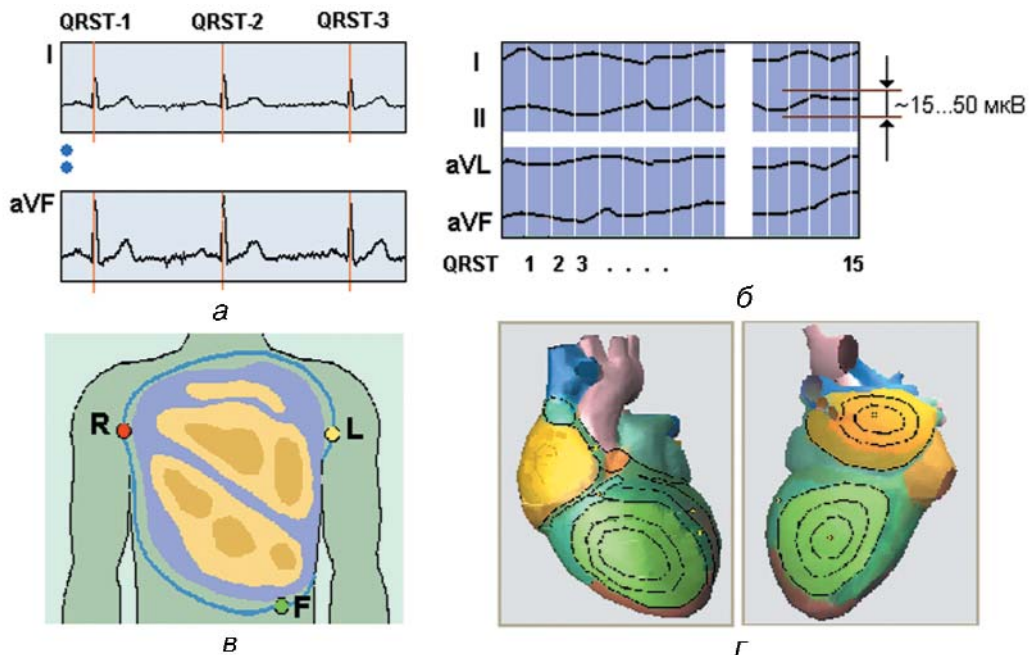 QRST-1 QRST-2 QRST-3
I
aVF
а
I
II
aVL
aVF
~15...50 мкВ
QRST 1 2 3 . . . . 15
б
R
L
F
в
г